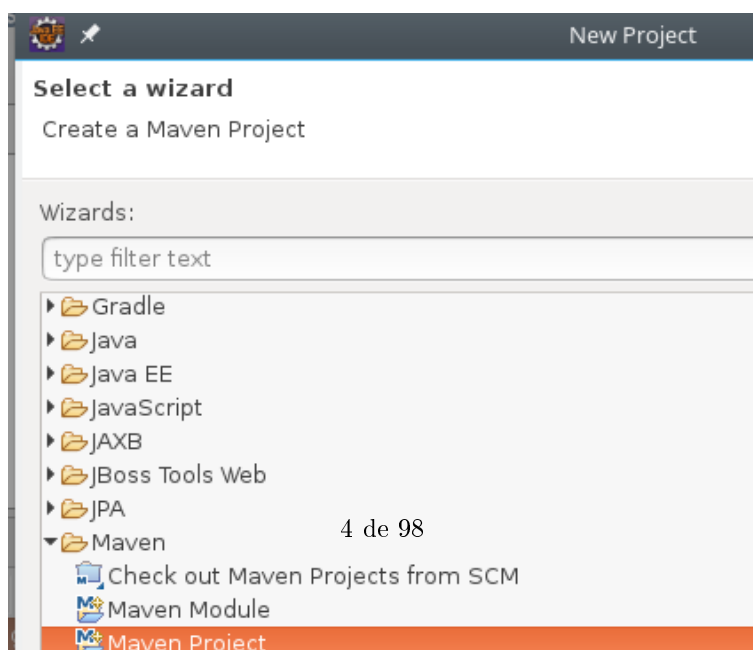 New Project
Select a wizard
Create a Maven Project
Wizards:
type filter text
Gradle
Java
Java EE
JavaScript
JAXB
JBoss Tools Web
JPA
4 de 98
Maven
Check out Maven Projects from SCM
Maven Module
Maven Project